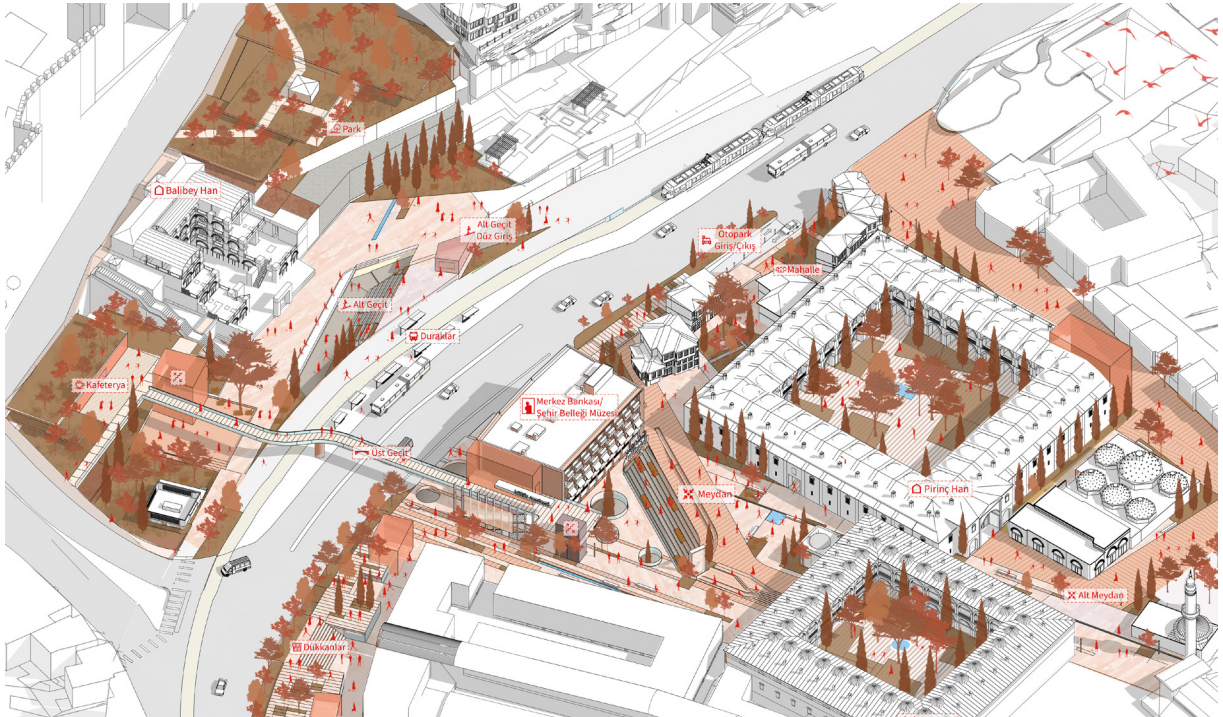 Park
Balibey Han
Alt Geçit
Düz Giriş
Otopark
Giriş/Çıkış
Mahalle
Alt Geçit
Duraklar
Kafeterya
Merkez Bankası/
Şehir Belleği Müzesi
Üst Geçit
Meydan
Pirinç Han
Alt Meydan
Dükkanlar